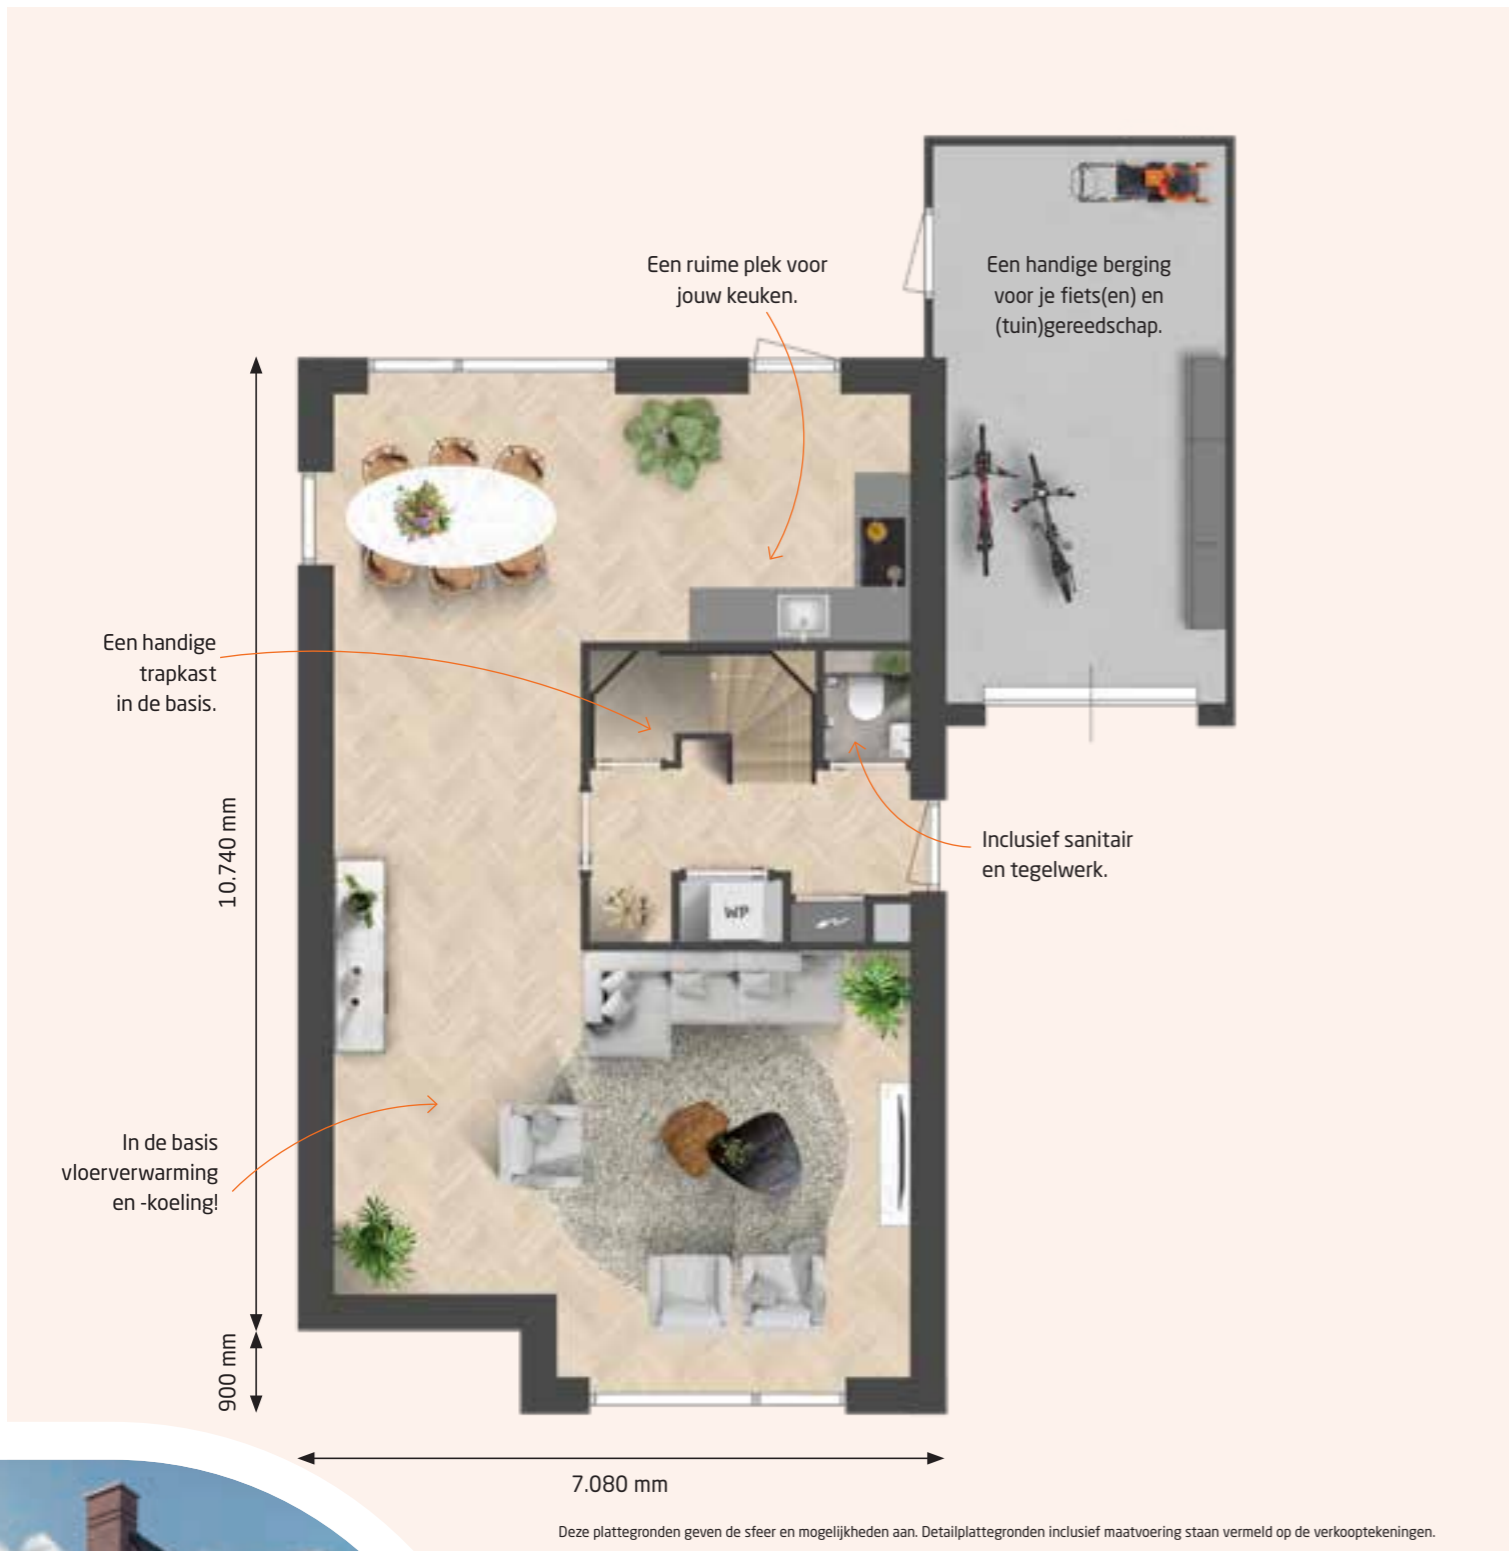 Een ruime plek voor
jouw keuken.
Een handige berging
voor je fiets(en) en
(tuin)gereedschap.
Een handige
trapkast
in de basis.
10.740 mm
Inclusief sanitair
en tegelwerk.
WP
In de basis
vloerverwarming
en -koeling!
900 mm
7.080 mm
Deze plattegronden geven de sfeer en mogelijkheden aan. Detailplattegronden inclusief maatvoering staan vermeld op de verkooptekeningen.